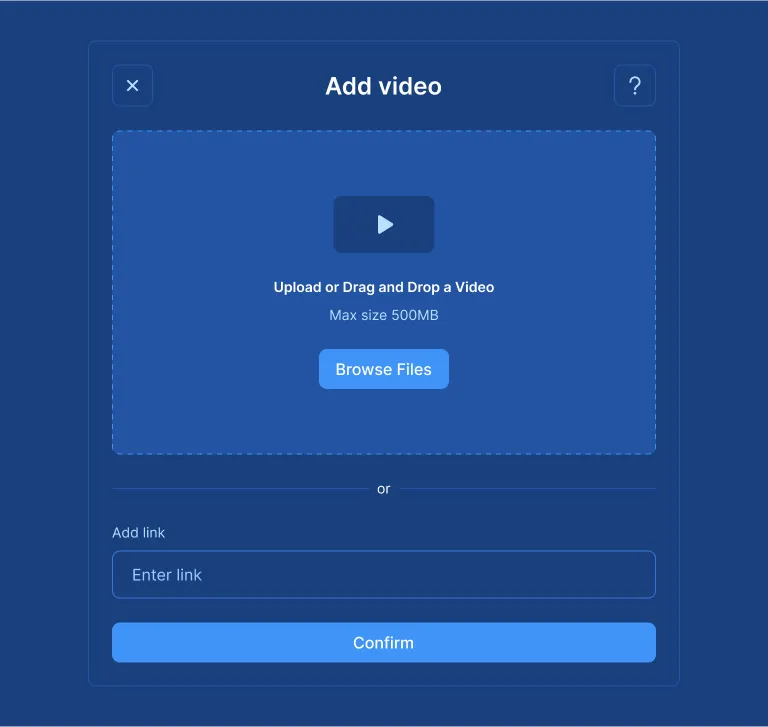 Add video
?
Upload or Drag and Drop a Video
Max size 500MB
Browse Files
or
Add link
Enter link
Confirm